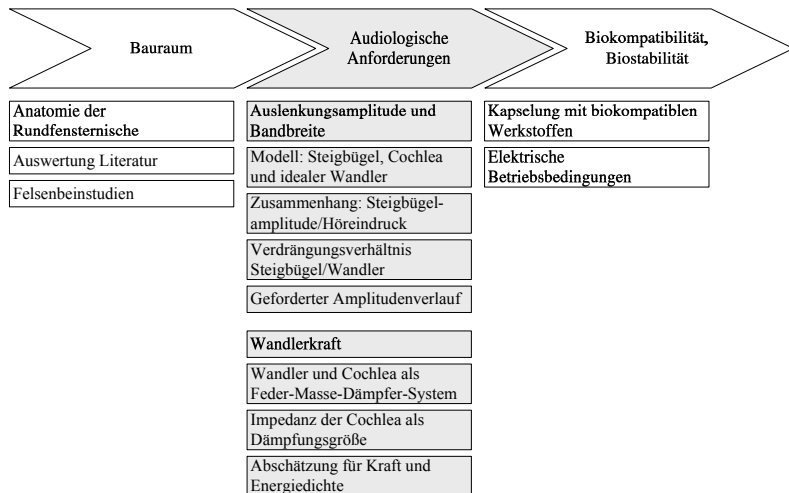 Bauraum
Audiologische
Anforderungen
Biokompatibilität,
Biostabilität
Anatomie der
Rundfensternische
Auswertung Literatur
Felsenbeinstudien
Auslenkungsamplitude und
Bandbreite
Modell: Steigbügel, Cochlea
und idealer Wandler
Zusammenhang: Steigbügel-
amplitude/Höreindruck
Verdrängungsverhältnis
Steigbügel/Wandler
Geforderter Amplitudenverlauf
Wandlerkraft
Wandler und Cochlea als
Feder-Masse-Dämpfer-System
Impedanz der Cochlea als
Dämpfungsgröße
Abschätzung für Kraft und
Energiedichte
Kapselung mit biokompatiblen
Werkstoffen
Elektrische
Betriebsbedingungen